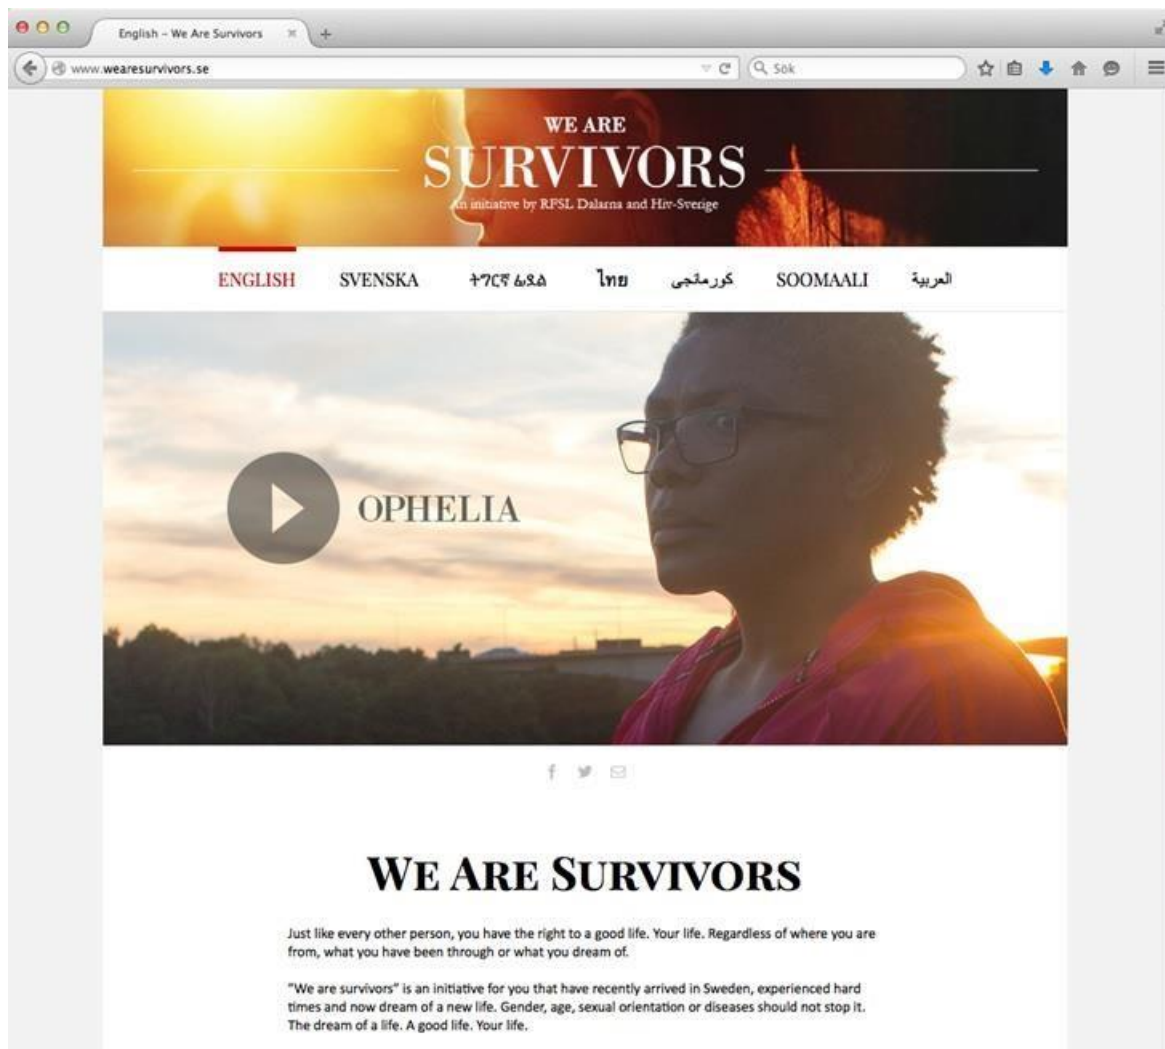 English – We Are Survivors
www.wearesurvivors.se
Sök
WE ARE
SURVIVORS
An initiative by RFSL Dalarna and Hiv-Sverige
ENGLISH SVENSKA ትግርኛ ፊደል ไทย كورمانجى SOOMAALI العربية
OPHELIA
WE ARE SURVIVORS
Just like every other person, you have the right to a good life. Your life. Regardless of where you are
from, what you have been through or what you dream of.
"We are survivors" is an initiative for you that have recently arrived in Sweden, experienced hard
times and now dream of a new life. Gender, age, sexual orientation or diseases should not stop it.
The dream of a life. A good life. Your life.